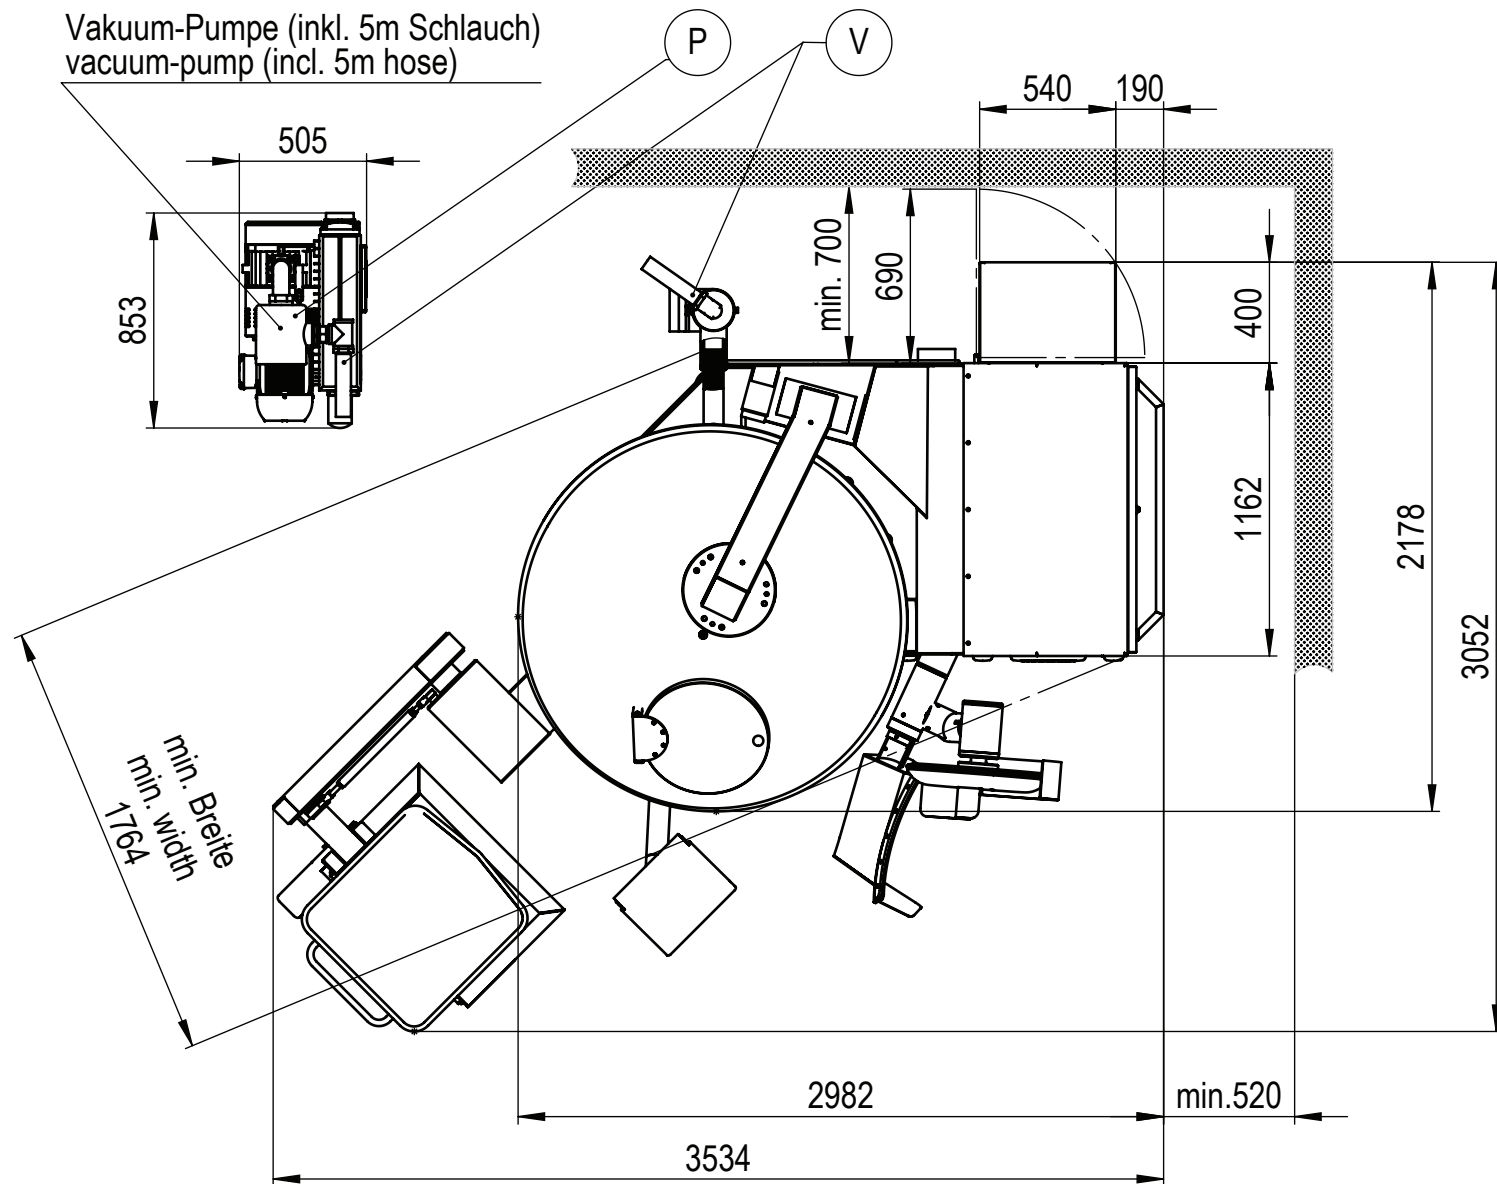 Vakuum-Pumpe (inkl. 5m Schlauch)
vacuum-pump (incl. 5m hose)
P
V
540
190
505
853
min. 700
690
400
1162
2178
3052
min. Breite
min. width
1764
2982
min.520
3534